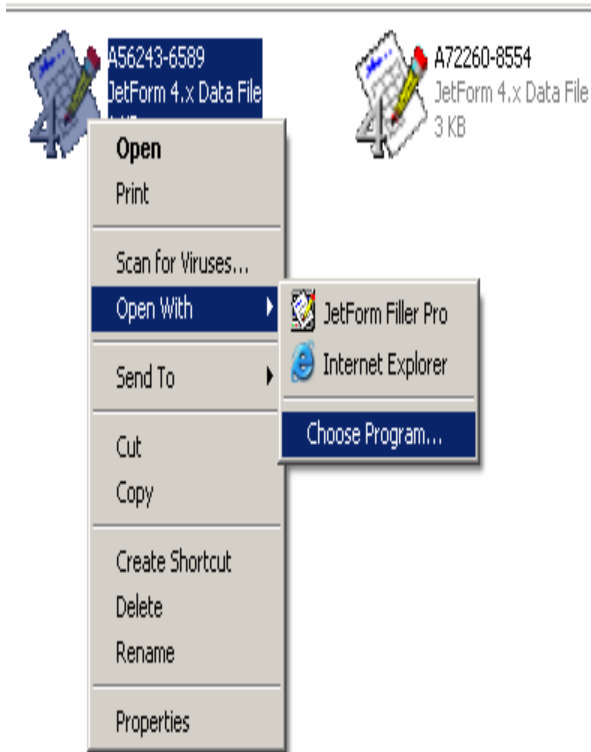 A56243-6589
JetForm 4.x Data File
A72260-8554
JetForm 4.x Data File
3 KB
Open
Print
Scan for Viruses...
Open With
JetForm Filler Pro
Internet Explorer
Choose Program...
Send To
Cut
Copy
Create Shortcut
Delete
Rename
Properties